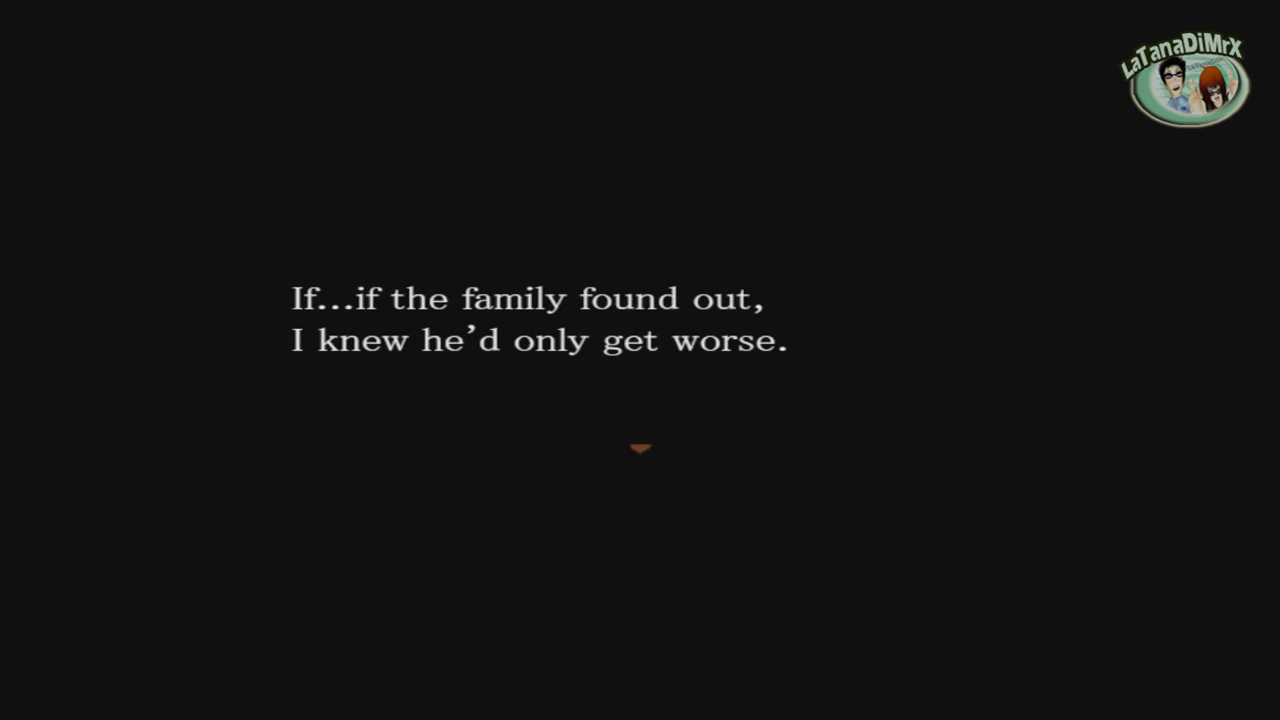 LaTanaDiMrX
If...if the family found out,
I knew he'd only get worse.